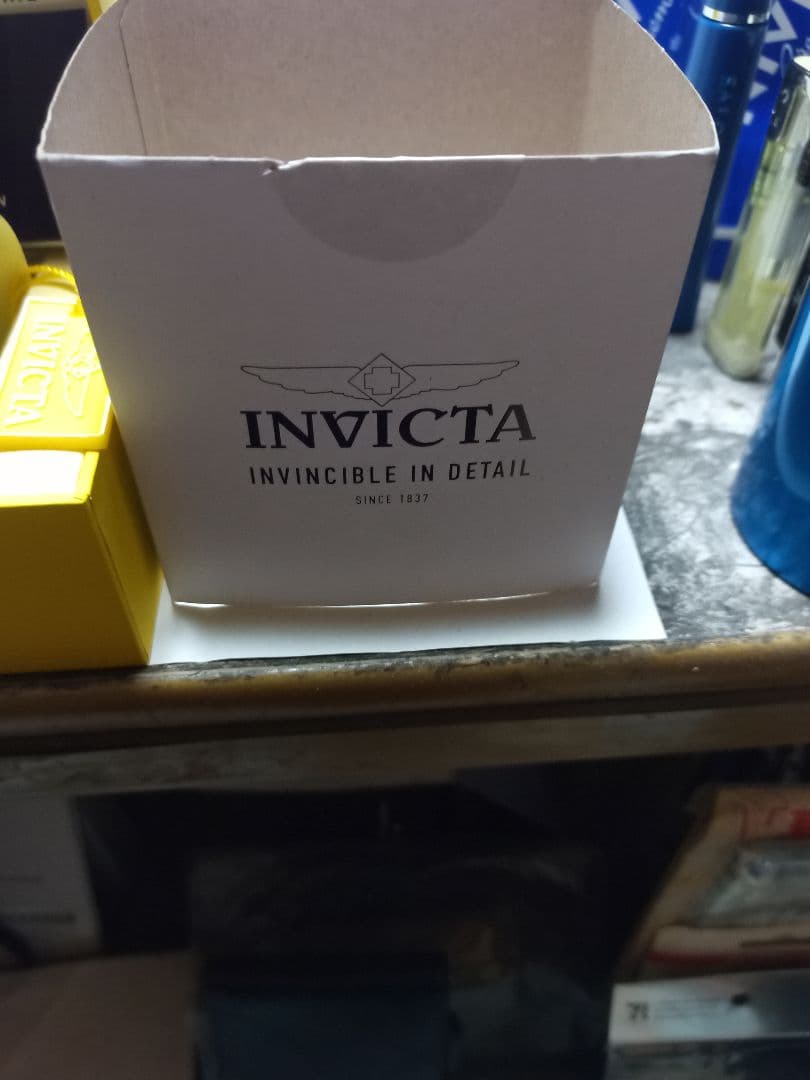 INVICTA
INVINCIBLE IN DETAIL
SINCE 1837
INVICTA